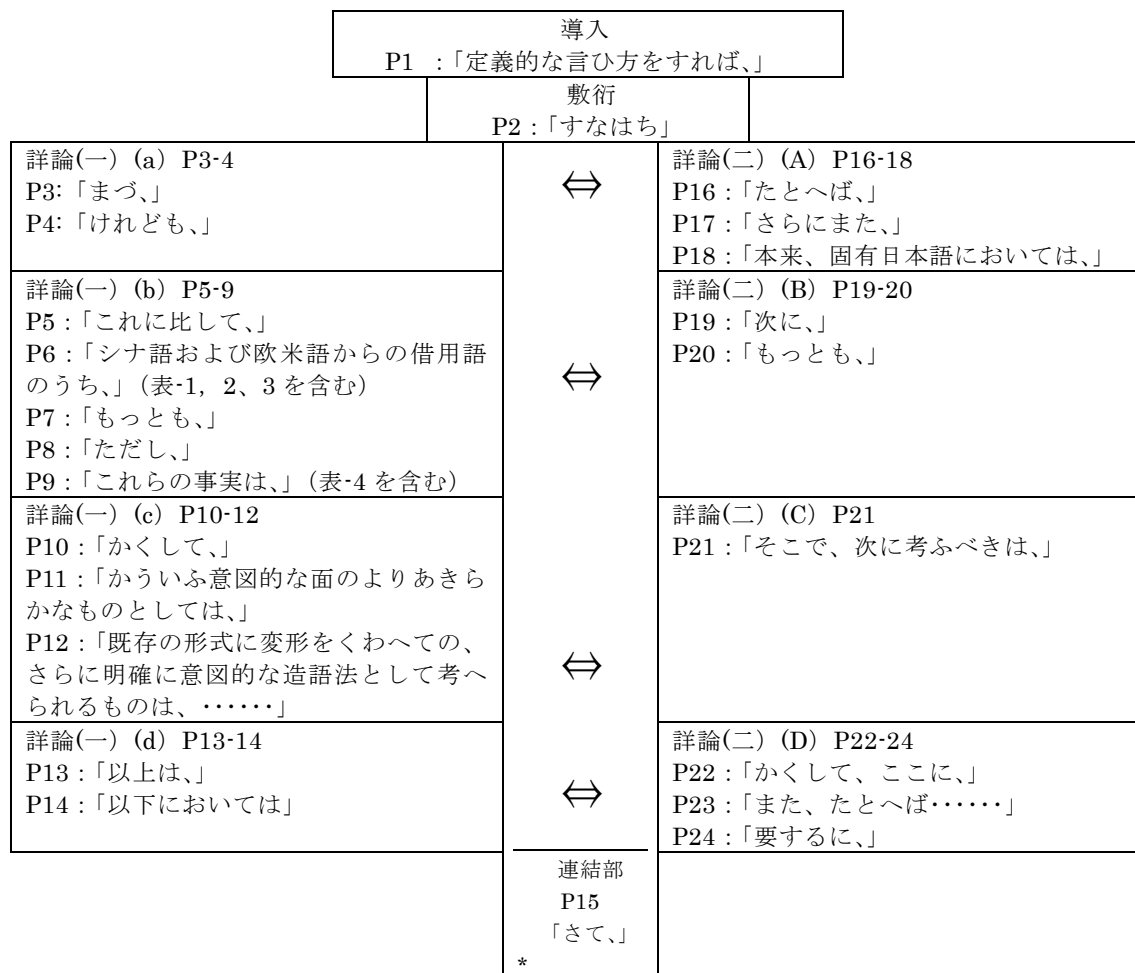 導入
P1 :「定義的な言ひ方をすれば、」
敷衍
P2:「すなはち」
詳論(一) (a) P3-4
P3:「まづ、」
P4:「けれども、」
⇔
詳論(二) (A) P16-18
P16:「たとへば、」
P17:「さらにまた、」
P18:「本来、固有日本語においては、」
詳論(一) (b) P5-9
P5:「これに比して、」
P6:「シナ語および欧米語からの借用語
のうち、」(表-1, 2、3 を含む)
P7:「もっとも、」
P8:「ただし、」
P9:「これらの事実は、」(表-4 を含む)
⇔
詳論(二) (B) P19-20
P19:「次に、」
P20:「もっとも、」
詳論(一) (c) P10-12
P10:「かくして、」
P11:「かういふ意図的な面のよりあきら
かなものとしては、」
P12:「既存の形式に変形をくわへての、
さらに明確に意図的な造語法として考へ
られるものは、‥‥‥」
⇔
詳論(二) (C) P21
P21:「そこで、次に考ふべきは、」
詳論(一) (d) P13-14
P13:「以上は、」
P14:「以下においては」
⇔
詳論(二) (D) P22-24
P22:「かくして、ここに、」
P23:「また、たとへば‥‥‥」
P24:「要するに、」
連結部
P15
「さて、」
*